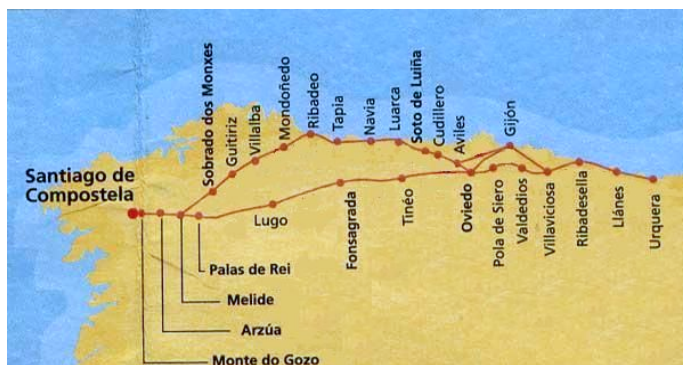 Santiago de
Compostela
Sobrado dos Monxes
Guitiriz
Villalba
Mondoñedo
Ribadeo
Tapia
Navia
Luarca
Soto de Luiña
Cudillero
Aviles
Gijón
Lugo
Fonsagrada
Tinéo
Oviedo
Pola de Siero
Valdedios
Villaviciosa
Ribadesella
Llánes
Urquera
Palas de Rei
Melide
Arzúa
Monte do Gozo